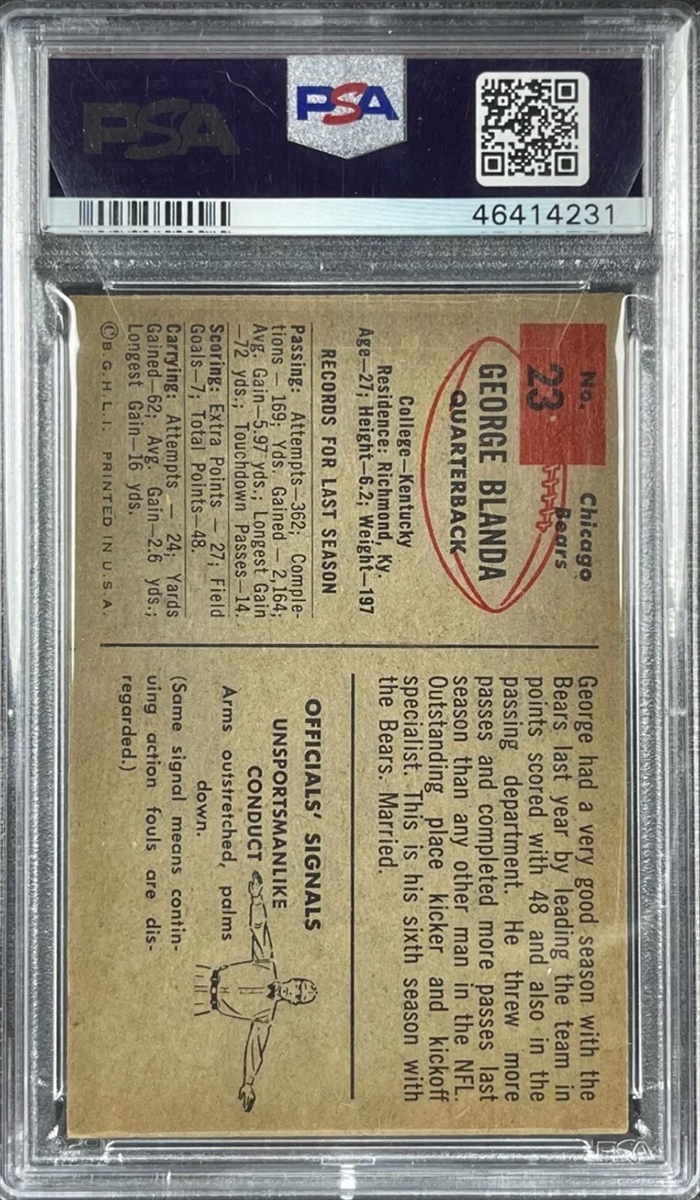 PSA
PSA
46414231
No.
23
Chicago
Bears
GEORGE BLANDA
QUARTERBACK
College—Kentucky
Residence: Richmond, Ky.
Age—27; Height—6.2; Weight—197
RECORDS FOR LAST SEASON
Passing: Attempts—362; Comple-
tions — 169; Yds. Gained — 2,164;
Avg. Gain—5.97 yds.; Longest Gain
—72 yds.; Touchdown Passes—14.
Scoring: Extra Points — 27; Field
Goals—7; Total Points—48.
Carrying: Attempts — 24; Yards
Gained—62; Avg. Gain—2.6 yds.;
Longest Gain—16 yds.
© B. G. H. L. I. PRINTED IN U. S. A.
George had a very good season with the
Bears last year by leading the team in
points scored with 48 and also in the
passing department. He threw more
passes and completed more passes last
season than any other man in the NFL.
Outstanding place kicker and kickoff
specialist. This is his sixth season with
the Bears. Married.
OFFICIALS' SIGNALS
UNSPORTSMANLIKE
CONDUCT
Arms outstretched, palms
down.
(Same signal means contin-
uing action fouls are dis-
regarded.)
PSA